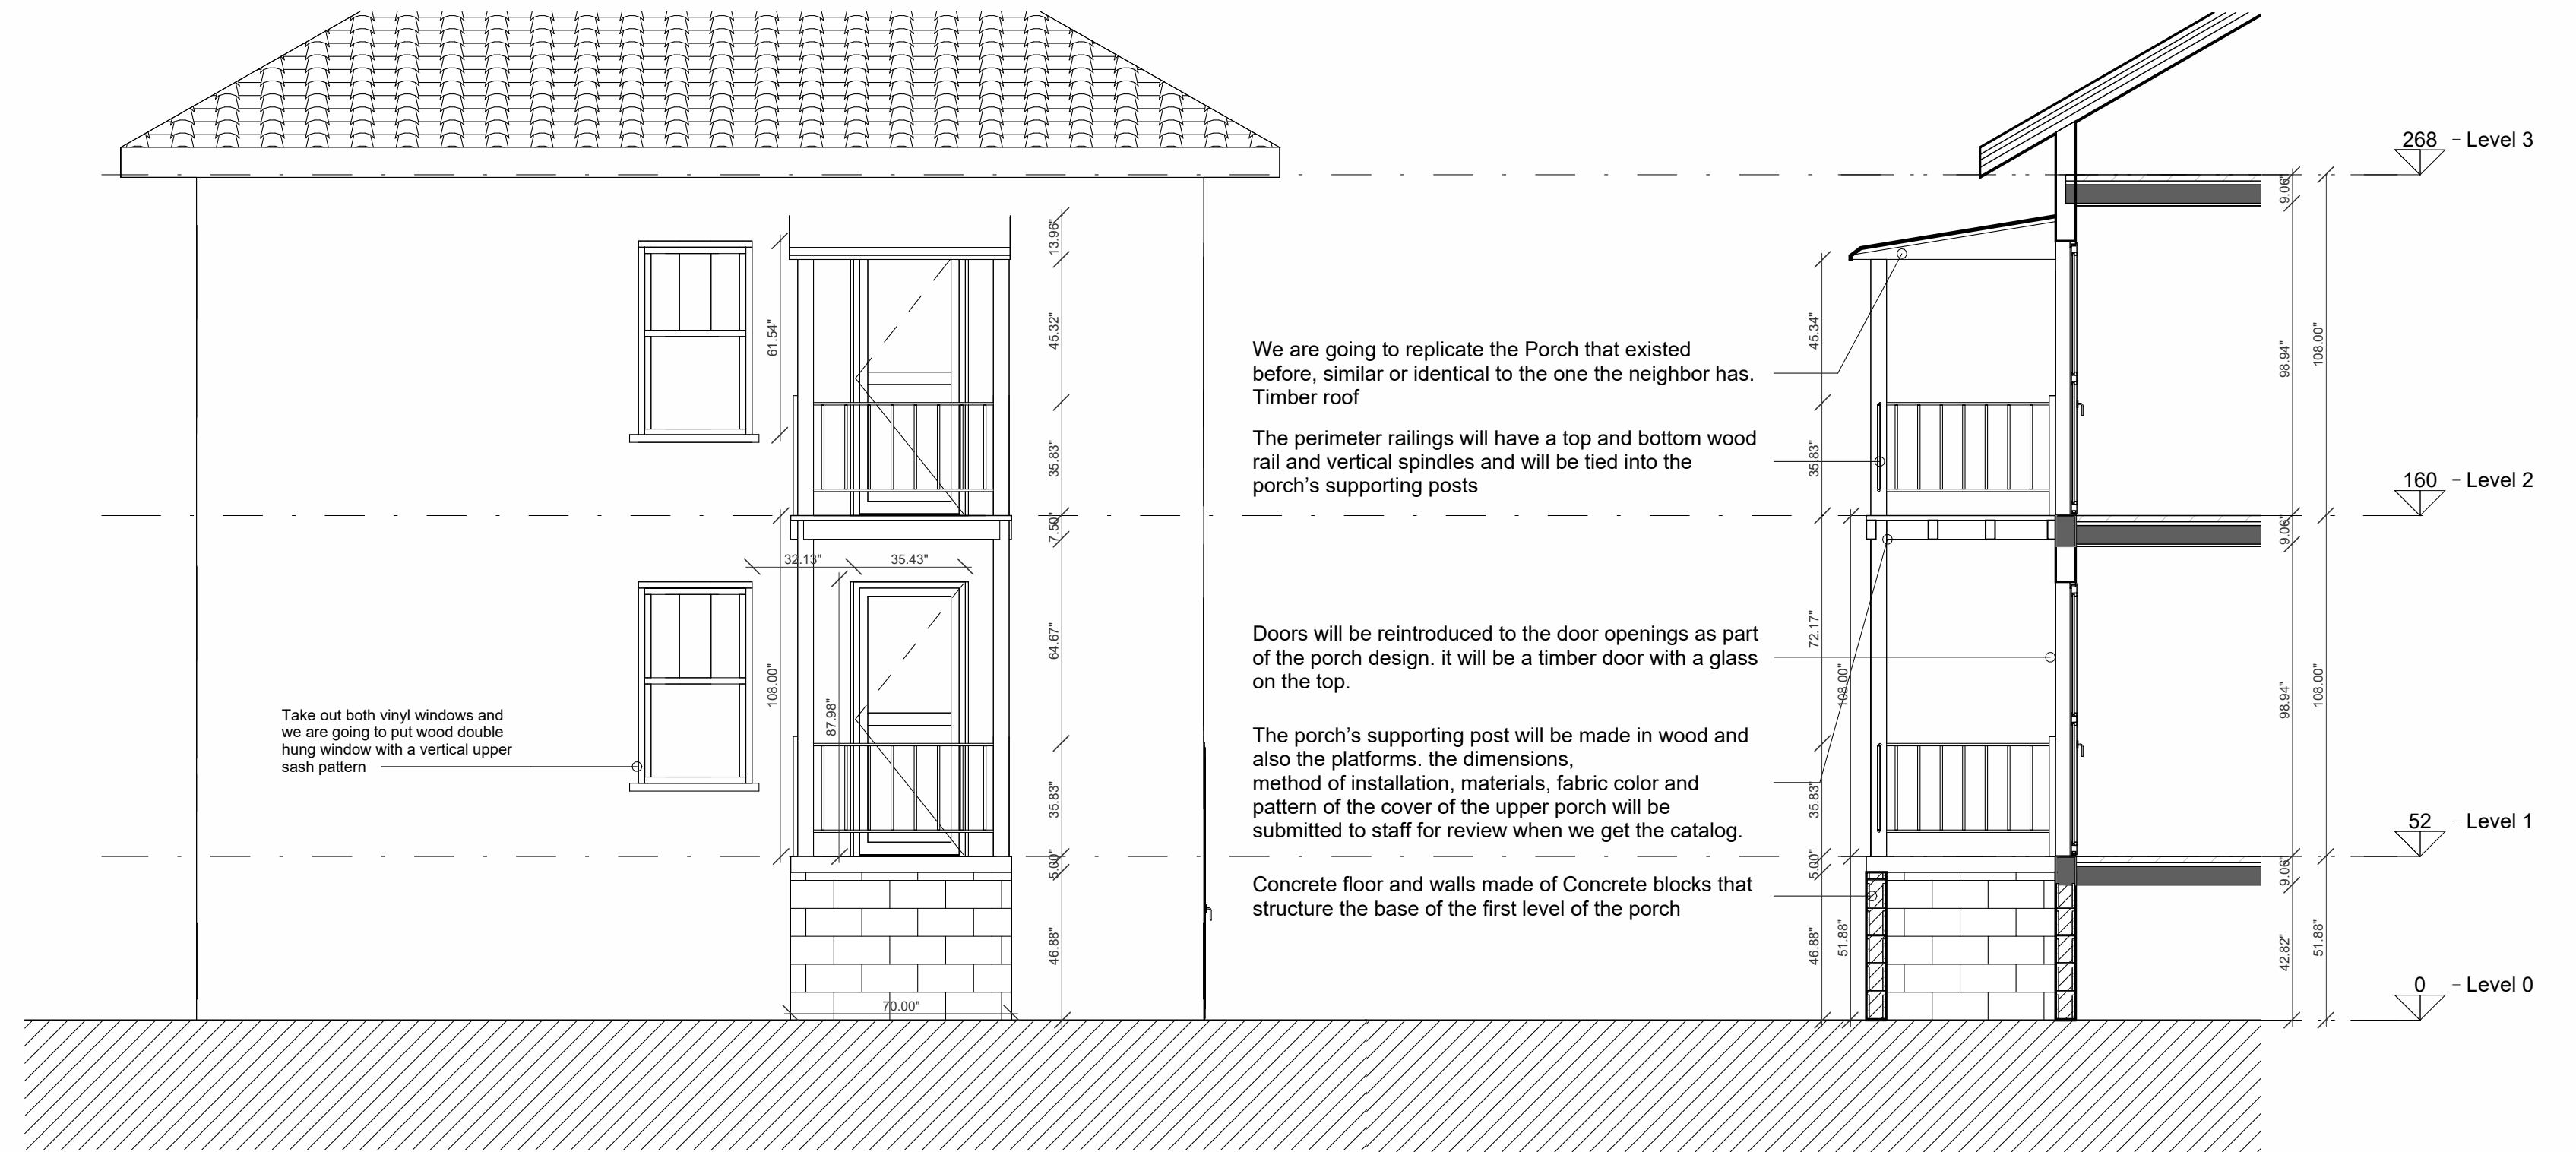 268 - Level 3
9.06"
13.96"
61.54"
45.32"
We are going to replicate the Porch that existed
before, similar or identical to the one the neighbor has.
Timber roof
45.34"
98.94"
108.00"
The perimeter railings will have a top and bottom wood
rail and vertical spindles and will be tied into the
porch’s supporting posts
35.83"
35.83"
160 - Level 2
7.50"
9.06"
32.13"
35.43"
108.00"
87.98"
64.67"
Doors will be reintroduced to the door openings as part
of the porch design. it will be a timber door with a glass
on the top.
72.17"
108.00"
98.94"
108.00"
Take out both vinyl windows and
we are going to put wood double
hung window with a vertical upper
sash pattern
The porch’s supporting post will be made in wood and
also the platforms. the dimensions,
method of installation, materials, fabric color and
pattern of the cover of the upper porch will be
submitted to staff for review when we get the catalog.
35.83"
35.83"
52 - Level 1
5.00"
5.00"
9.06"
Concrete floor and walls made of Concrete blocks that
structure the base of the first level of the porch
46.88"
46.88"
51.88"
42.82"
51.88"
70.00"
0 - Level 0